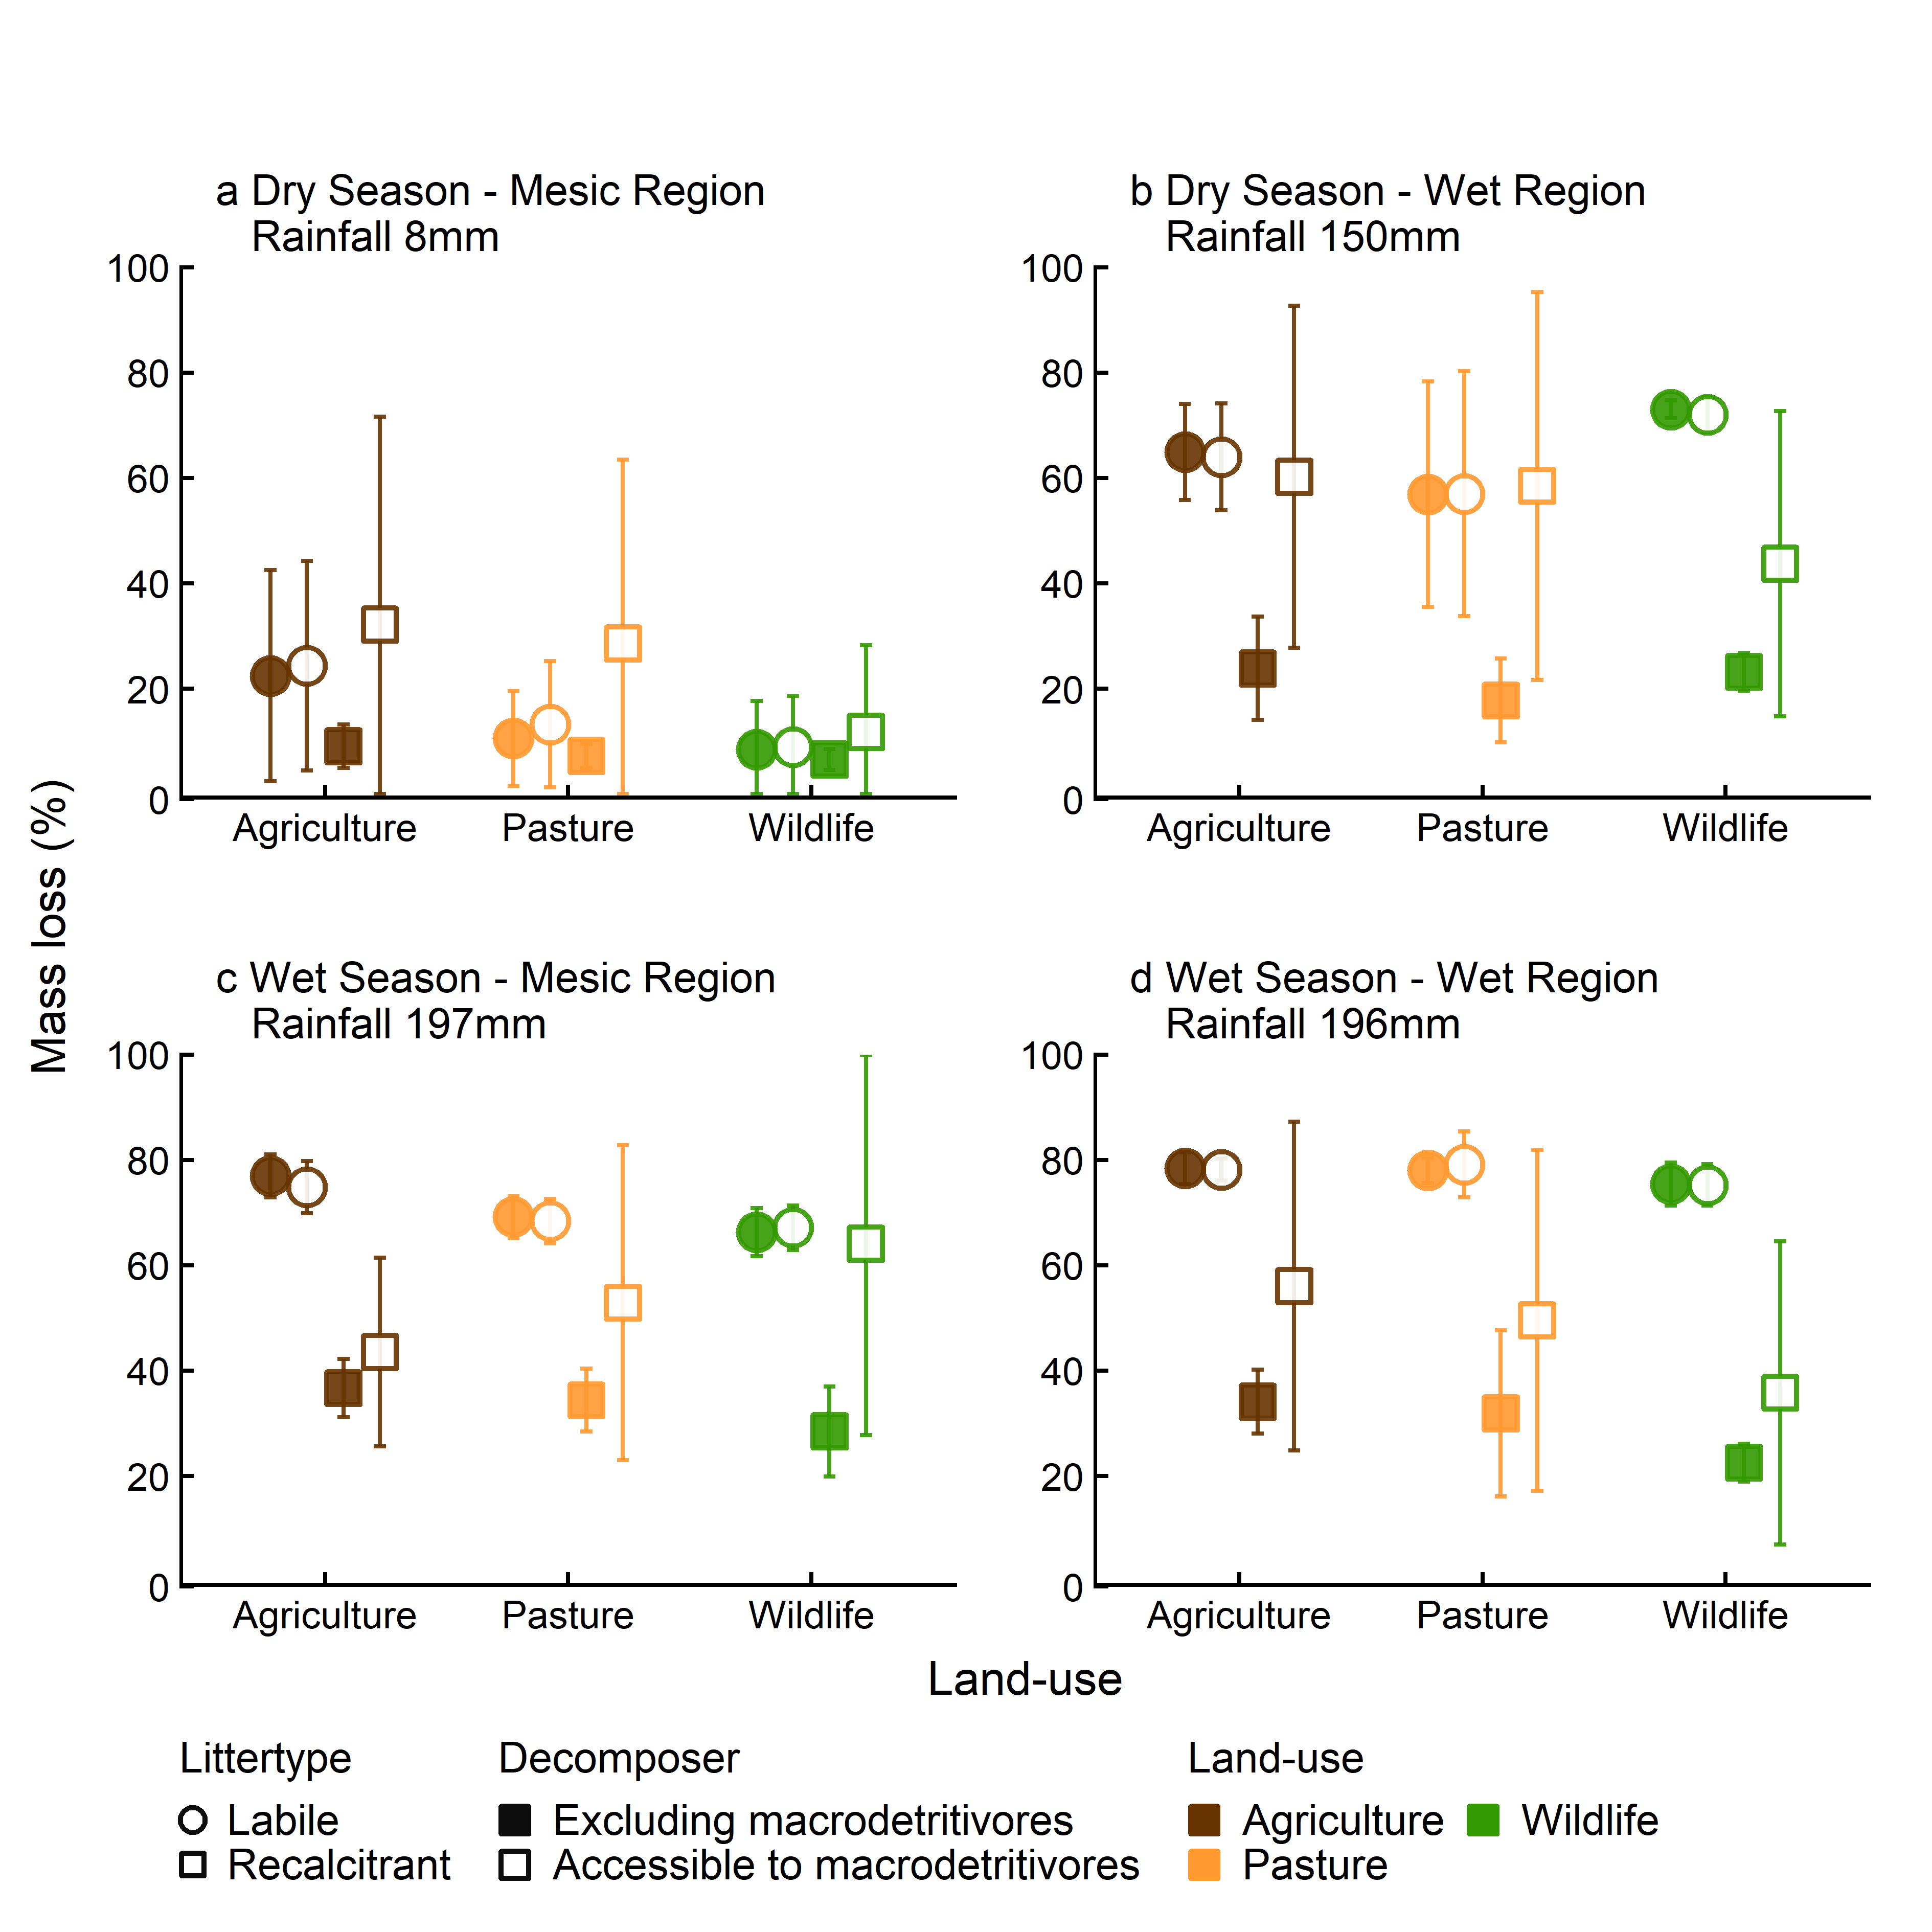 a Dry Season - Mesic Region
Rainfall 8mm
b Dry Season - Wet Region
Rainfall 150mm
100
80
60
40
20
0
Agriculture Pasture Wildlife
100
80
60
40
20
0
Agriculture Pasture Wildlife
Mass loss (%)
c Wet Season - Mesic Region
Rainfall 197mm
d Wet Season - Wet Region
Rainfall 196mm
100
80
60
40
20
0
Agriculture Pasture Wildlife
100
80
60
40
20
0
Agriculture Pasture Wildlife
Land-use
Littertype
Labile
Recalcitrant
Decomposer
Excluding macrodetritivores
Accessible to macrodetritivores
Land-use
Agriculture Wildlife
Pasture